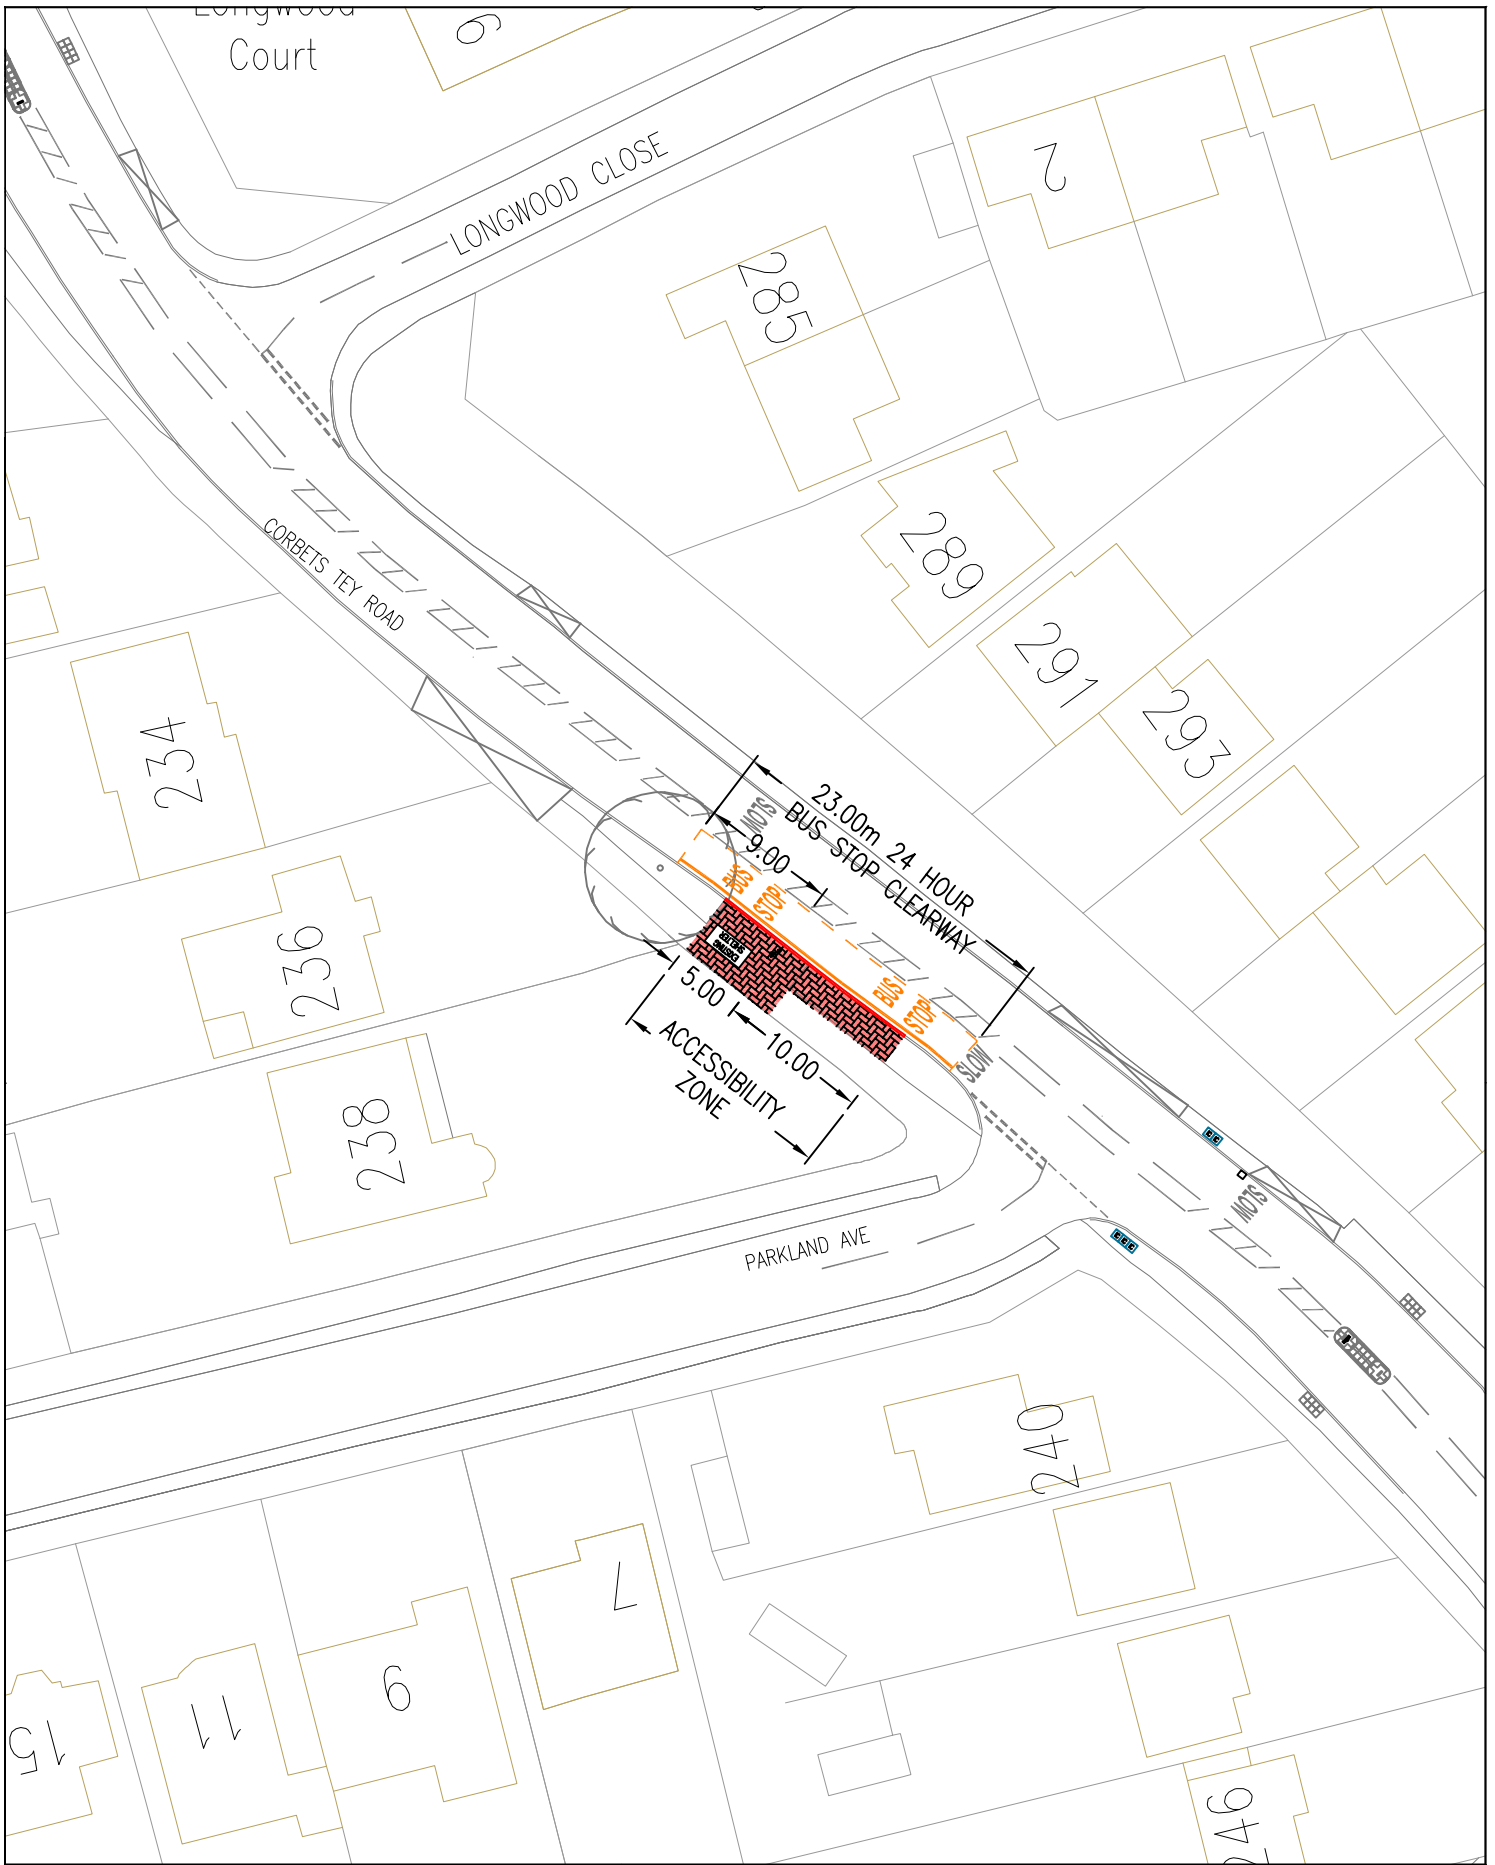 Longwood
Court
6
LONGWOOD CLOSE
2
285
289
291
293
CORBETS TEY ROAD
234
236
238
SLOW
23.00m 24 HOUR
BUS STOP CLEARWAY
9.00
BUS
STOP
EXISTING
SHELTER
BUS
STOP
5.00
10.00
ACCESSIBILITY
ZONE
SLOW
SLOW
PARKLAND AVE
240
7
9
11
15
246